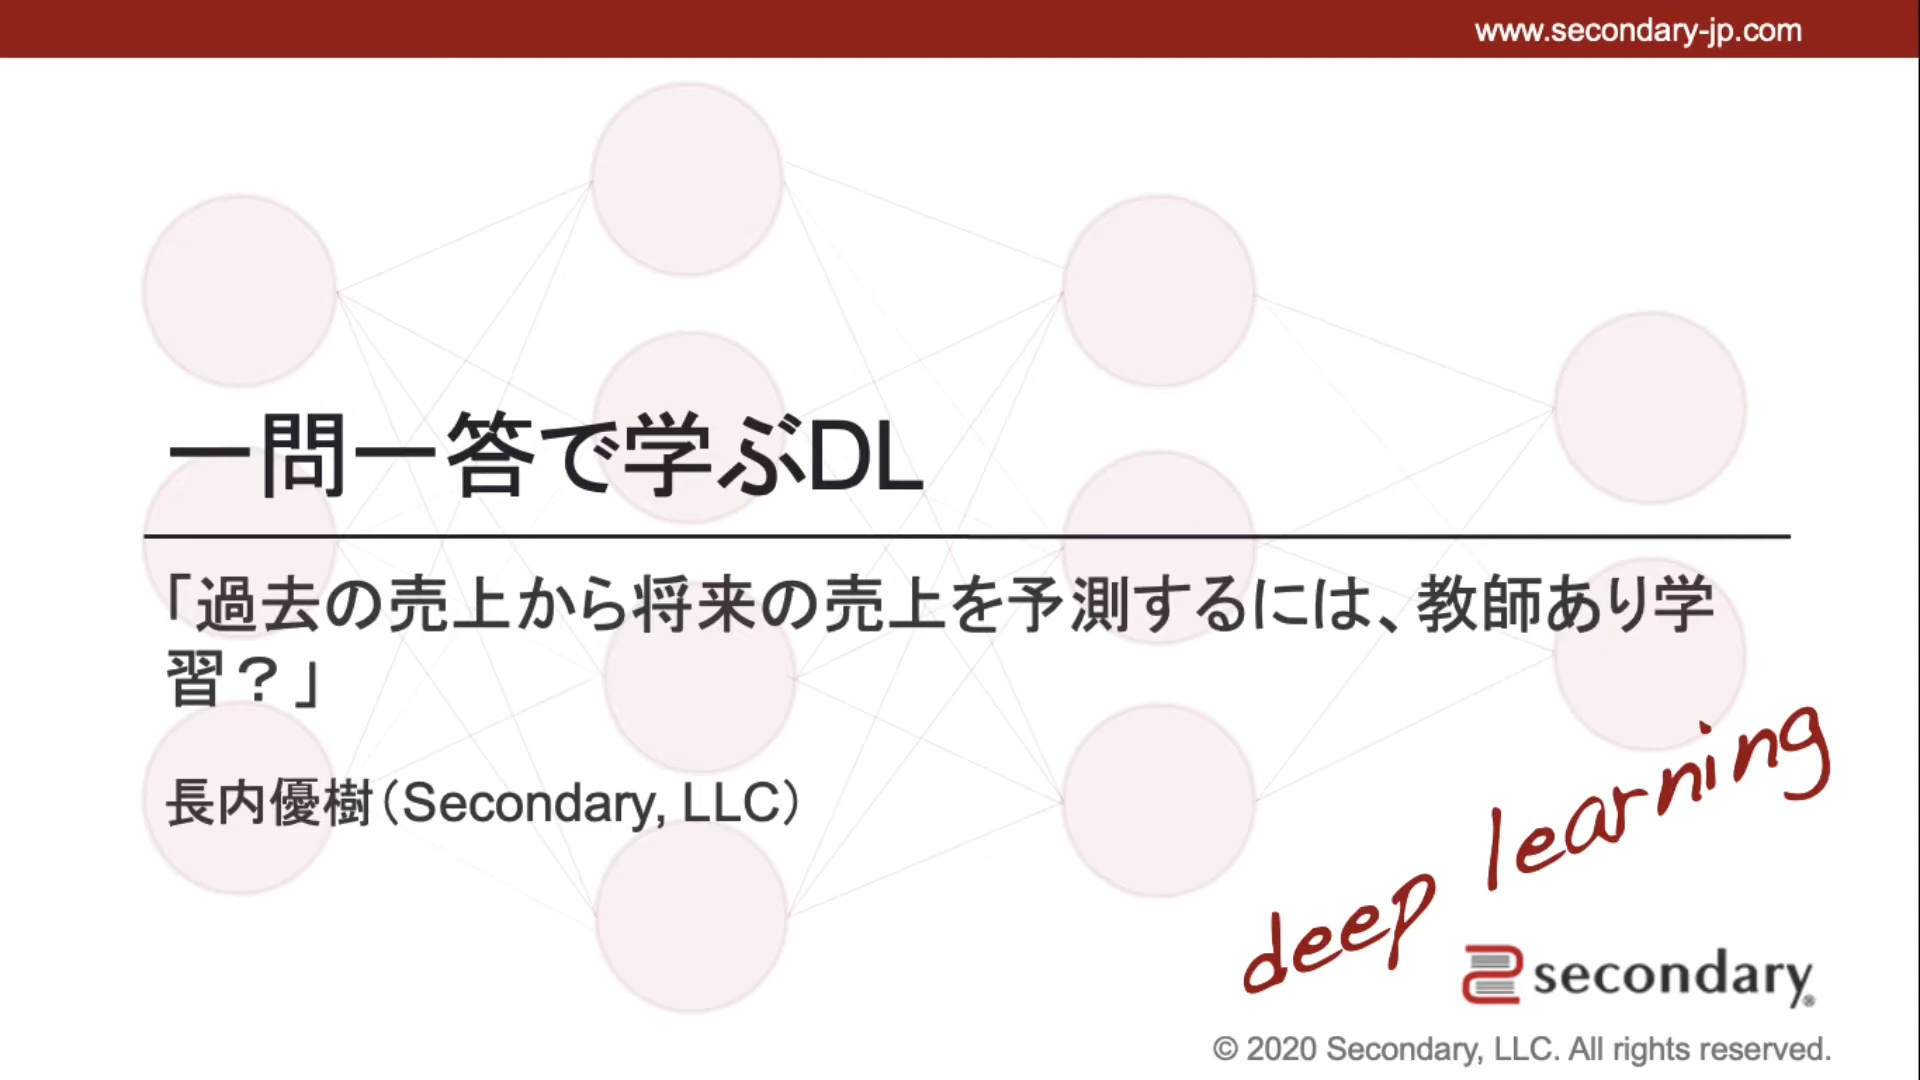 www.secondary-jp.com
一問一答で学ぶDL
「過去の売上から将来の売上を予測するには、教師あり学
習？」
長内優樹（Secondary, LLC）
deep learning
secondary®
© 2020 Secondary, LLC. All rights reserved.